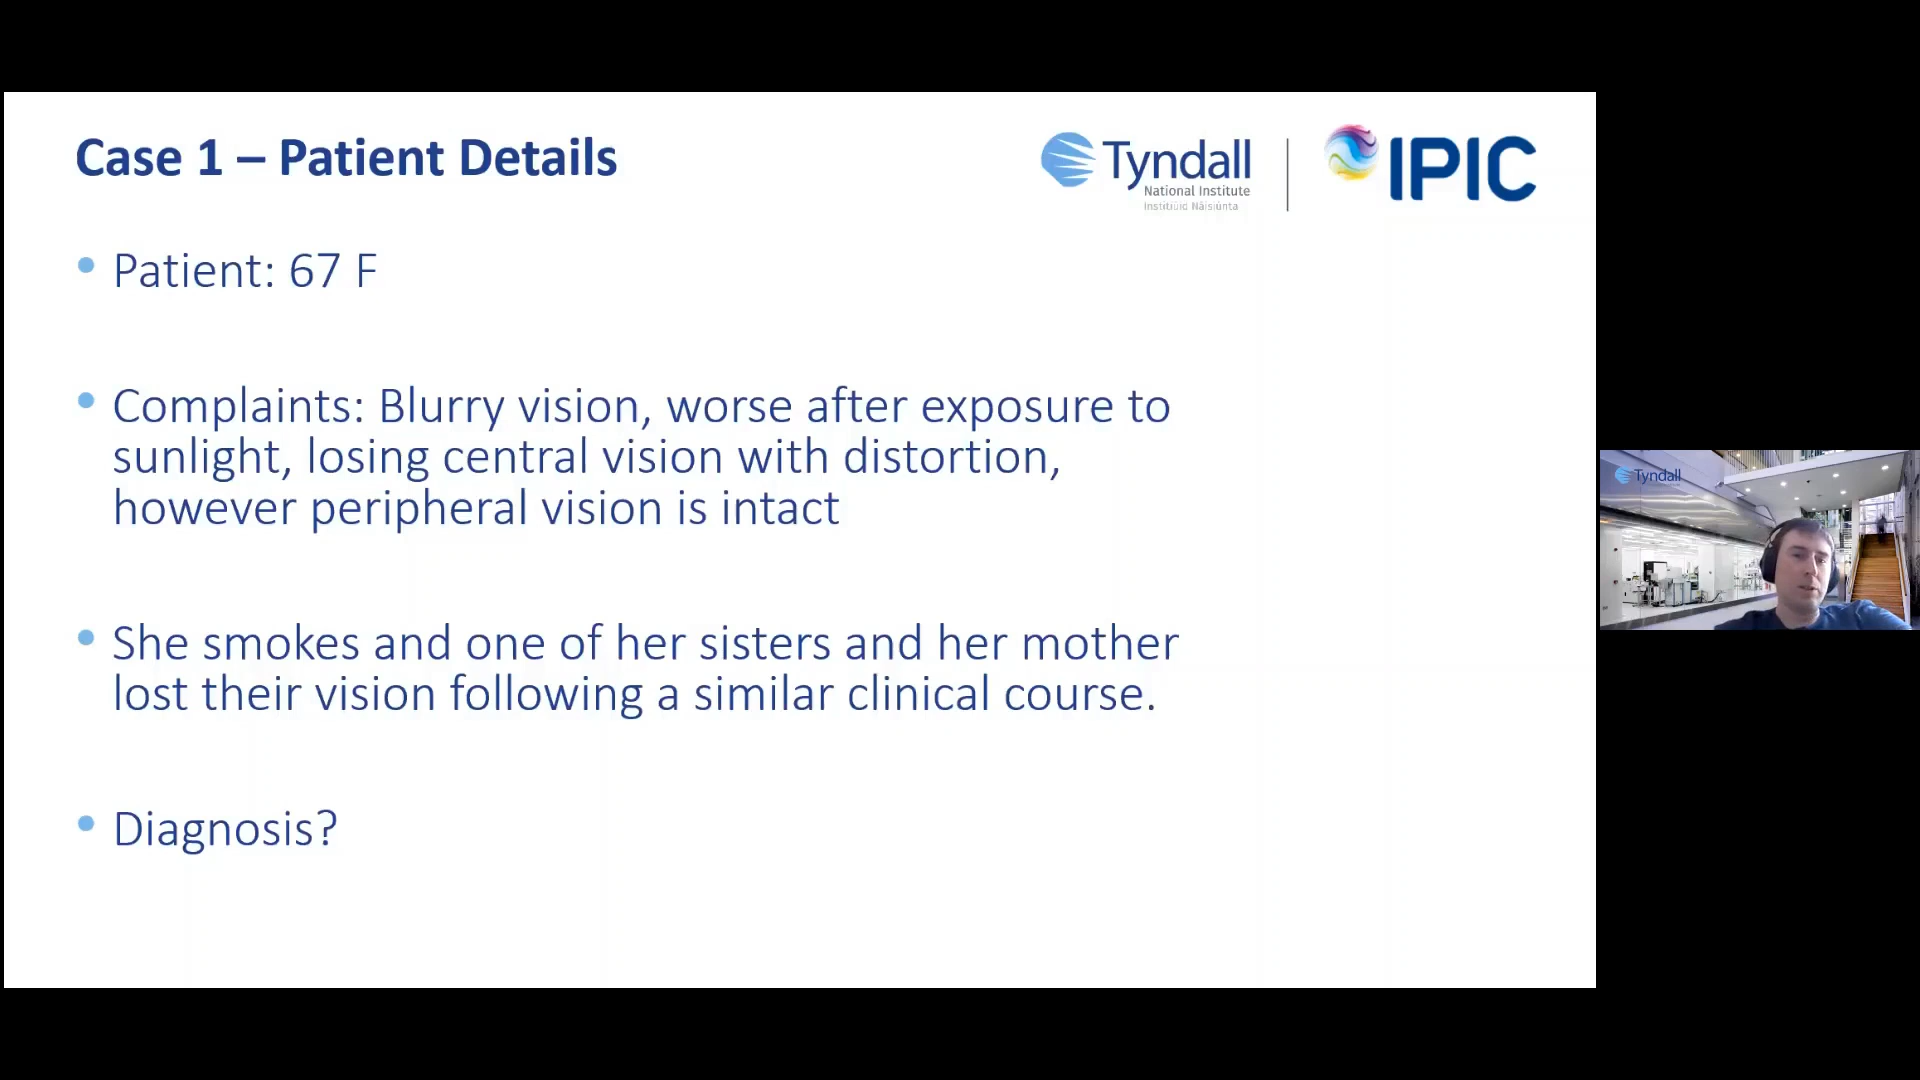 Case 1 – Patient Details
Tyndall
National Institute
Institiúid Náisiúnta
IPIC
• Patient: 67 F
• Complaints: Blurry vision, worse after exposure to
sunlight, losing central vision with distortion,
however peripheral vision is intact
• She smokes and one of her sisters and her mother
lost their vision following a similar clinical course.
• Diagnosis?
Tyndall